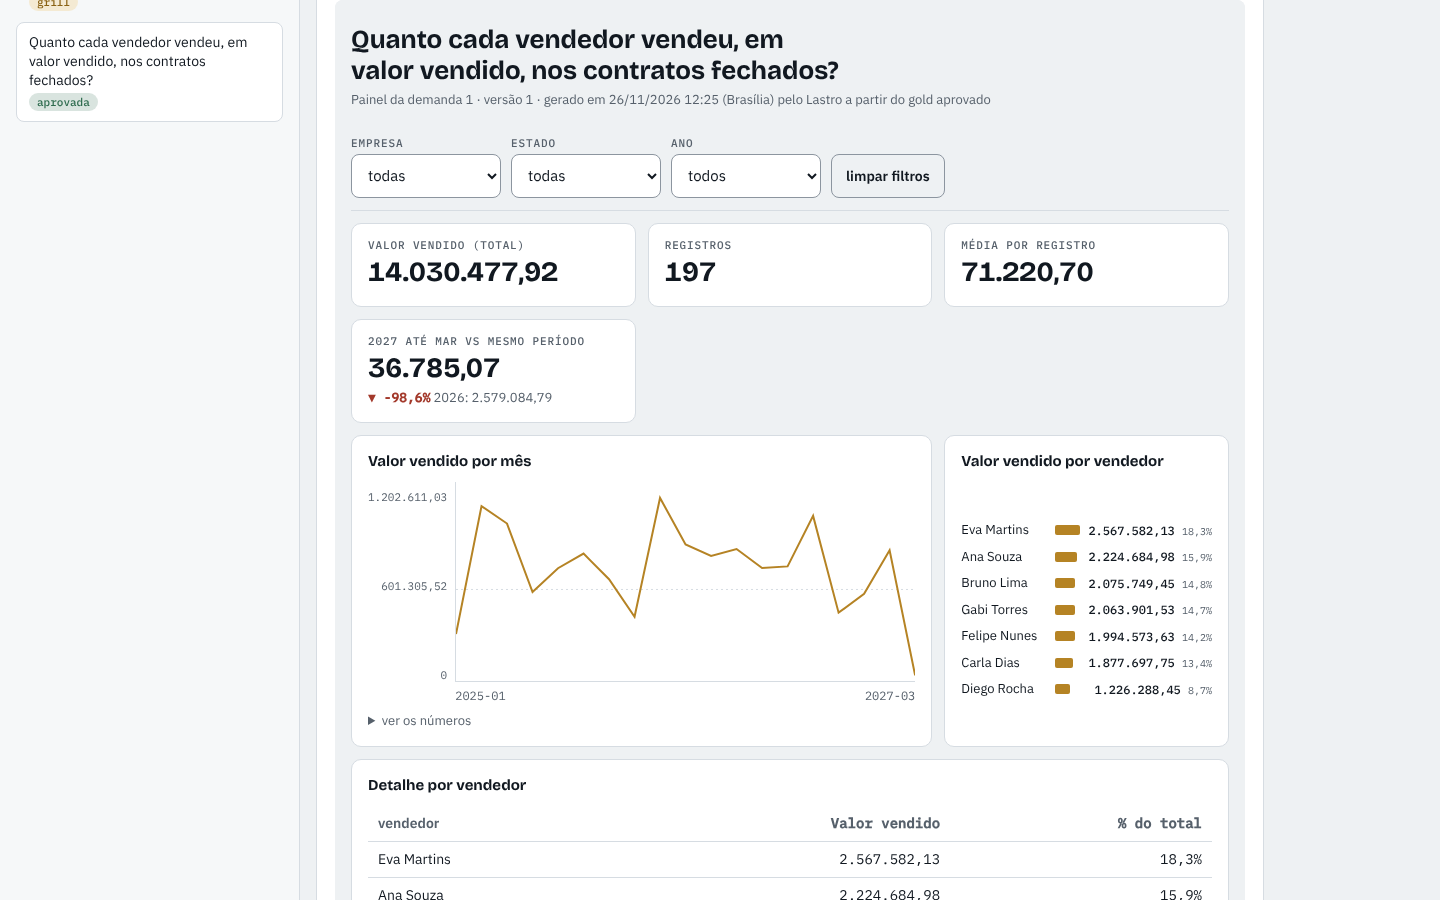 grill
Quanto cada vendedor vendeu, em
valor vendido, nos contratos
fechados?
aprovada
Quanto cada vendedor vendeu, em
valor vendido, nos contratos fechados?
Painel da demanda 1 · versão 1 · gerado em 26/11/2026 12:25 (Brasília) pelo Lastro a partir do gold aprovado
EMPRESA ESTADO ANO
todas todas todos limpar filtros
VALOR VENDIDO (TOTAL)
14.030.477,92
REGISTROS
197
MÉDIA POR REGISTRO
71.220,70
2027 ATÉ MAR VS MESMO PERÍODO
36.785,07
▼ -98,6% 2026: 2.579.084,79
Valor vendido por mês
1.202.611,03
601.305,52
0
2025-01 2027-03
▶ ver os números
Valor vendido por vendedor
Eva Martins 2.567.582,13 18,3%
Ana Souza 2.224.684,98 15,9%
Bruno Lima 2.075.749,45 14,8%
Gabi Torres 2.063.901,53 14,7%
Felipe Nunes 1.994.573,63 14,2%
Carla Dias 1.877.697,75 13,4%
Diego Rocha 1.226.288,45 8,7%
Detalhe por vendedor
vendedor Valor vendido % do total
Eva Martins 2.567.582,13 18,3%
Ana Souza 2.224.684,98 15,9%